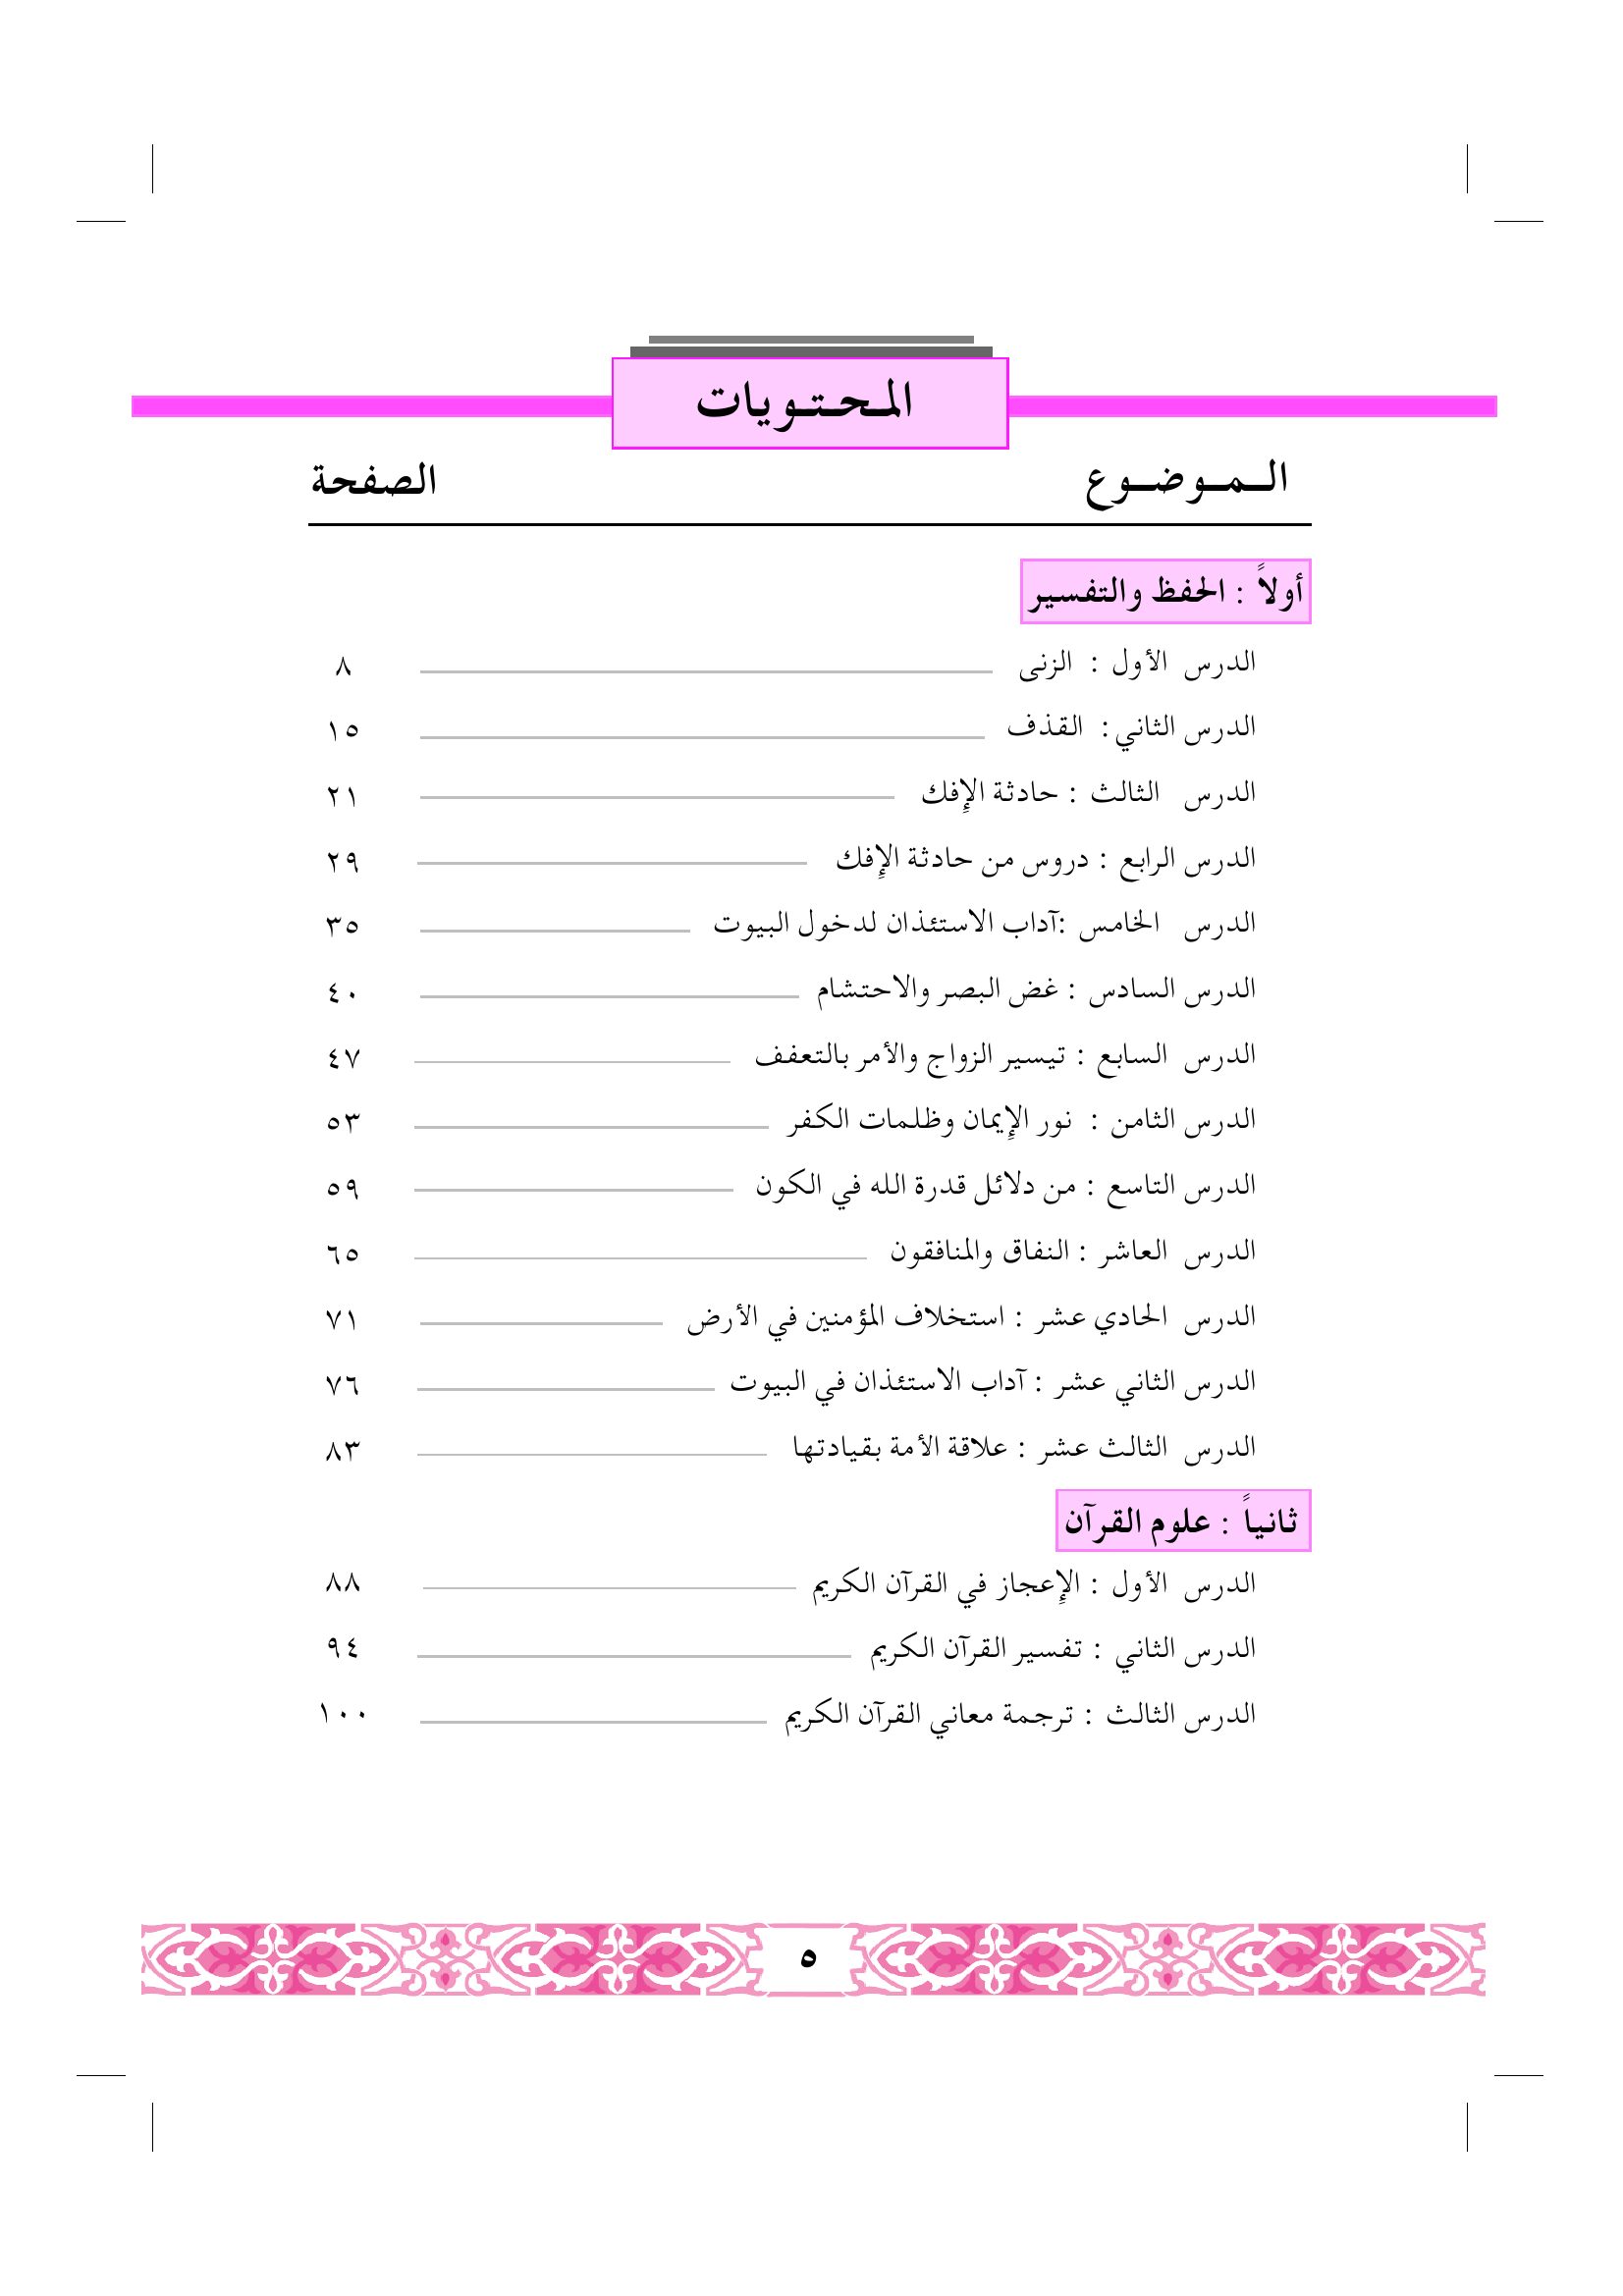 المحتويات
الموضوع الصفحة
أولاً : الحفظ والتفسير
الدرس الأول : الزنى ٨
الدرس الثاني : القذف ١٥
الدرس الثالث : حادثة الإفك ٢١
الدرس الرابع : دروس من حادثة الإفك ٢٩
الدرس الخامس :آداب الاستئذان لدخول البيوت ٣٥
الدرس السادس : غض البصر والاحتشام ٤٠
الدرس السابع : تيسير الزواج والأمر بالتعفف ٤٧
الدرس الثامن : نور الإيمان وظلمات الكفر ٥٣
الدرس التاسع : من دلائل قدرة الله في الكون ٥٩
الدرس العاشر : النفاق والمنافقون ٦٥
الدرس الحادي عشر : استخلاف المؤمنين في الأرض ٧١
الدرس الثاني عشر : آداب الاستئذان في البيوت ٧٦
الدرس الثالث عشر : علاقة الأمة بقيادتها ٨٣
ثانياً : علوم القرآن
الدرس الأول : الإعجاز في القرآن الكريم ٨٨
الدرس الثاني : تفسير القرآن الكريم ٩٤
الدرس الثالث : ترجمة معاني القرآن الكريم ١٠٠
٥